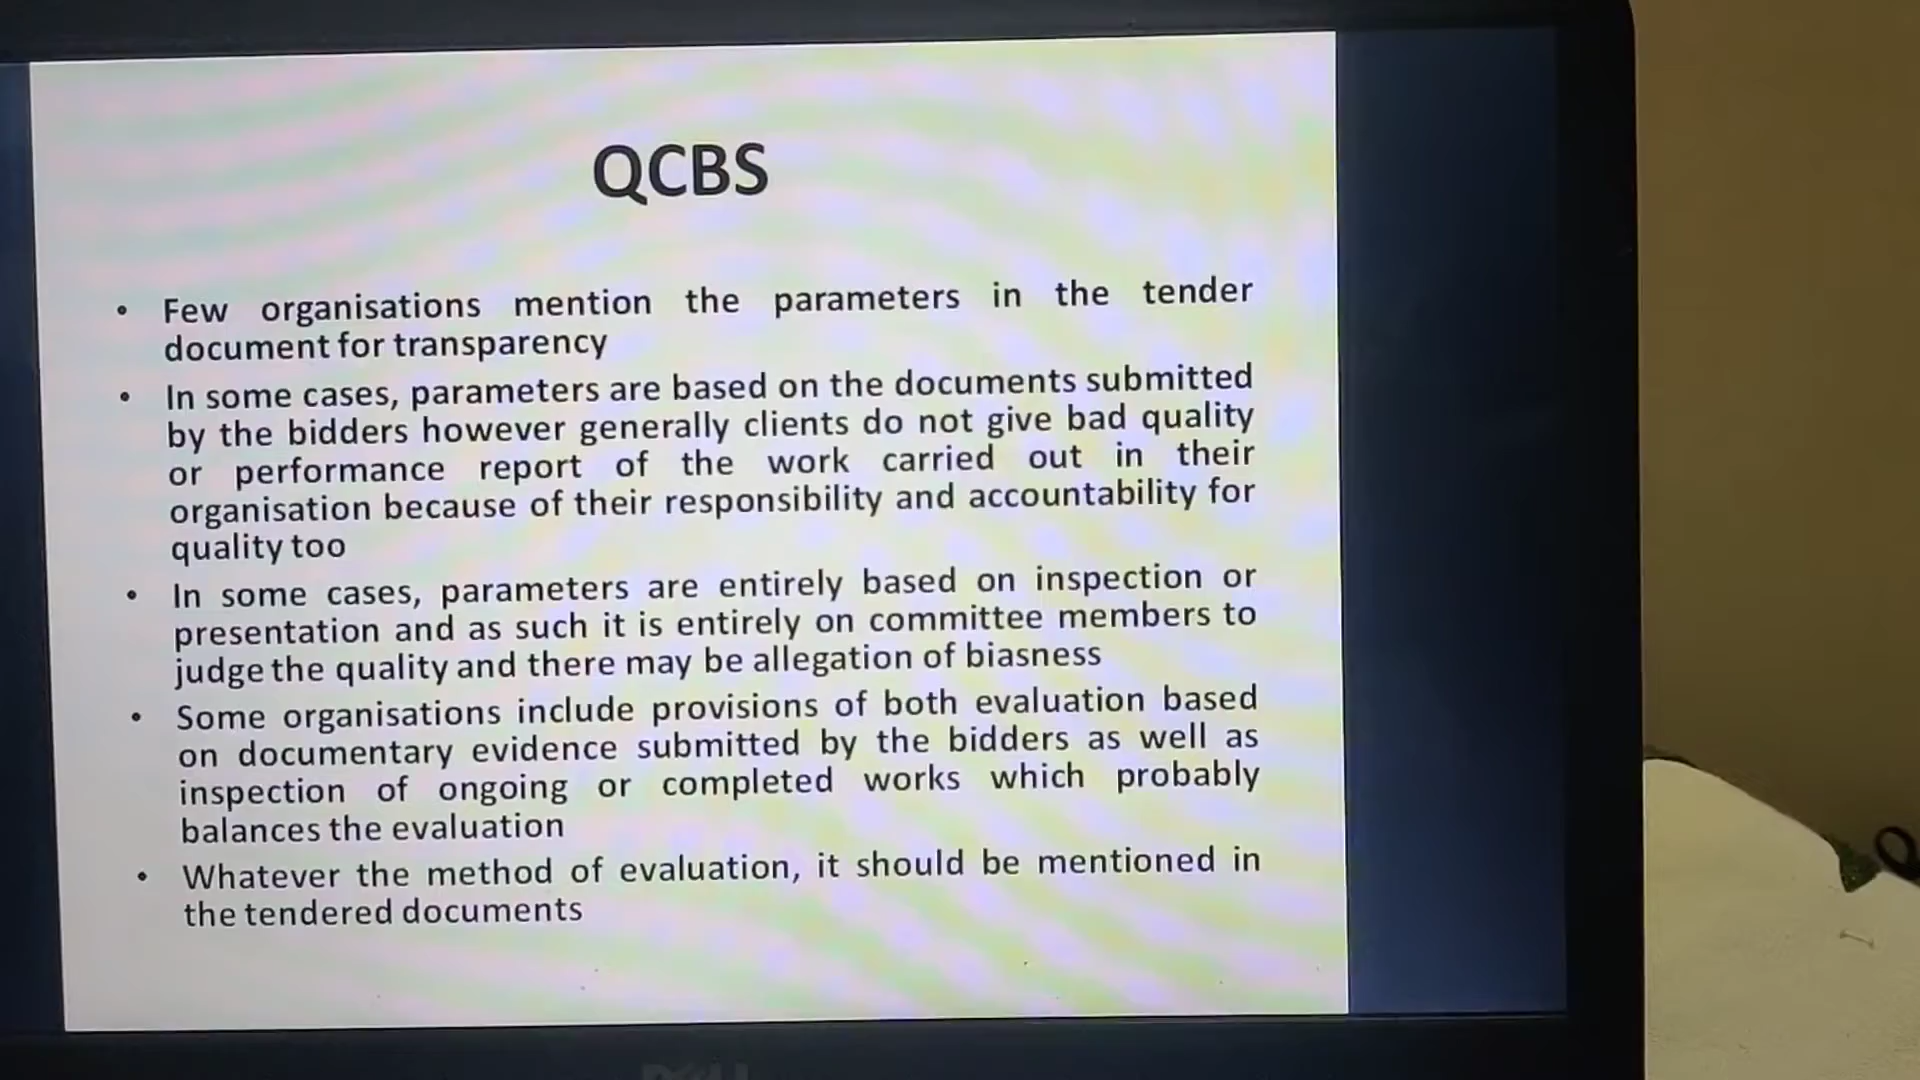 QCBS
• Few organisations mention the parameters in the tender
document for transparency
• In some cases, parameters are based on the documents submitted
by the bidders however generally clients do not give bad quality
or performance report of the work carried out in their
organisation because of their responsibility and accountability for
quality too
• In some cases, parameters are entirely based on inspection or
presentation and as such it is entirely on committee members to
judge the quality and there may be allegation of biasness
• Some organisations include provisions of both evaluation based
on documentary evidence submitted by the bidders as well as
inspection of ongoing or completed works which probably
balances the evaluation
• Whatever the method of evaluation, it should be mentioned in
the tendered documents